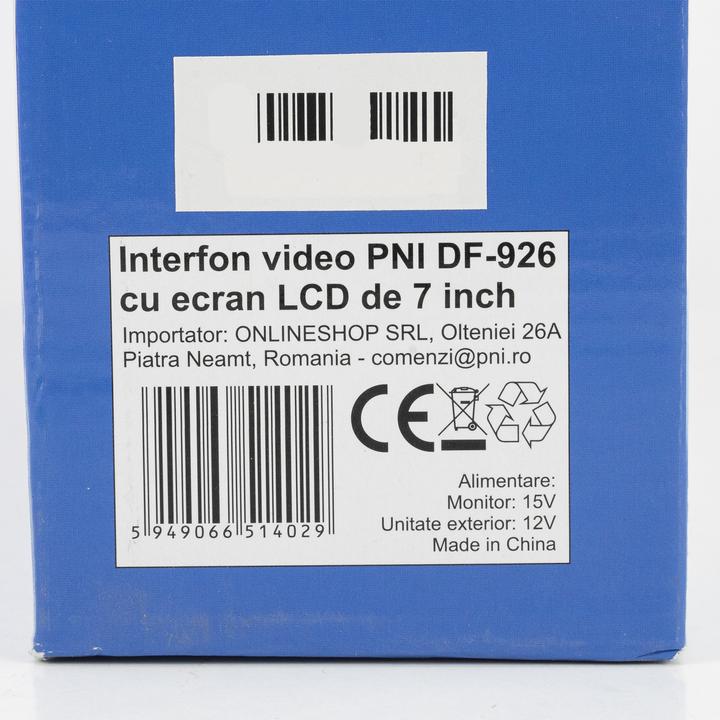 Interfon video PNI DF-926
cu ecran LCD de 7 inch
Importator: ONLINESHOP SRL, Olteniei 26A
Piatra Neamt, Romania - comenzi@pni.ro
CE
5 949066 514029
Alimentare:
Monitor: 15V
Unitate exterior: 12V
Made in China